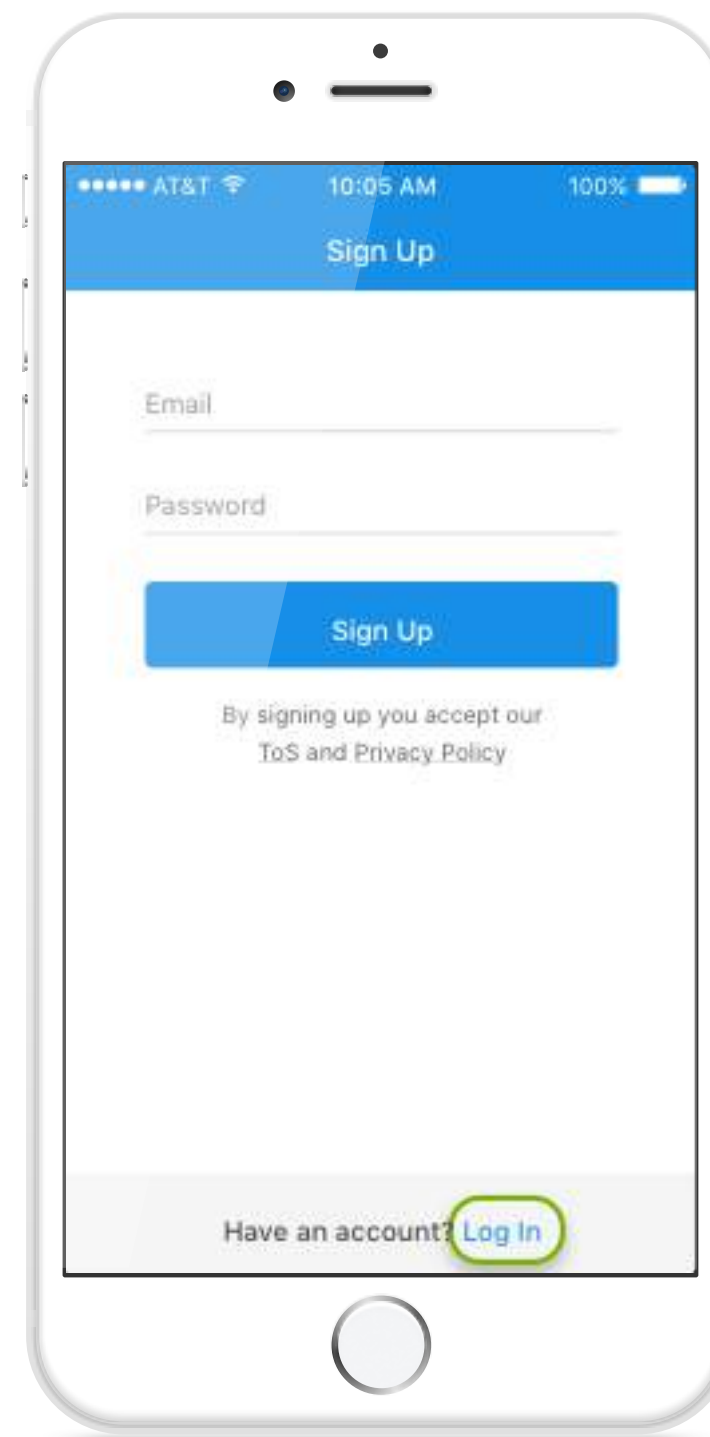 AT&T 10:05 AM 100%
Sign Up
Email
Password
Sign Up
By signing up you accept our
ToS and Privacy Policy
Have an account? Log In